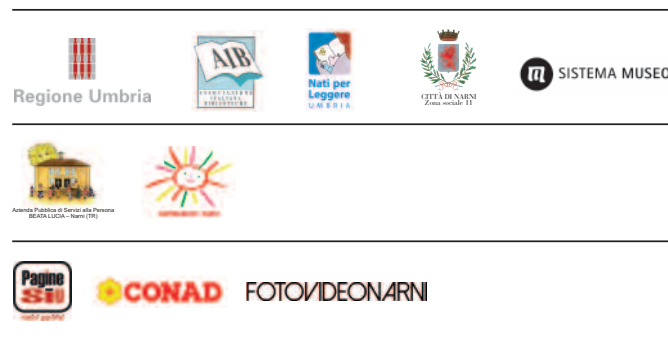 Regione Umbria
AIB
ASSOCIAZIONE
ITALIANA
BIBLIOTECHE
Nati per
Leggere
UMBRIA
CITTÀ DI NARNI
Zona sociale 11
m SISTEMA MUSEO
Azienda Pubblica di Servizi alla Persona
BEATA LUCIA – Narni (TR)
Pagine
Sì!
CONAD
FOTOVIDEONARNI